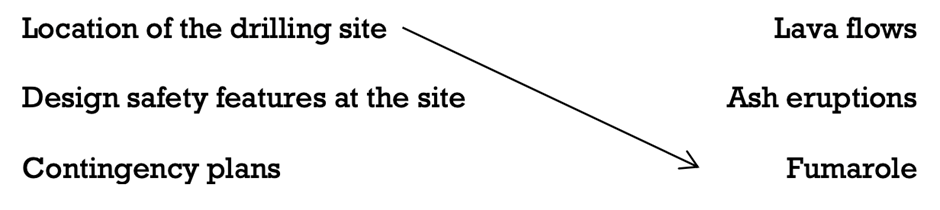 Location of the drilling site Lava flows
Design safety features at the site Ash eruptions
Contingency plans Fumarole